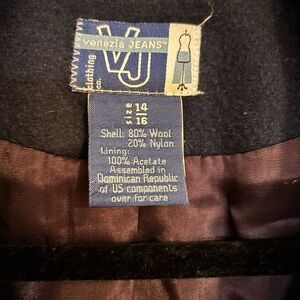 venezia JEANS™
VJ
clothing co.
size 14
16
Shell: 80% Wool
20% Nylon
Lining:
100% Acetate
Assembled in
Dominican Republic
of US components
over for care